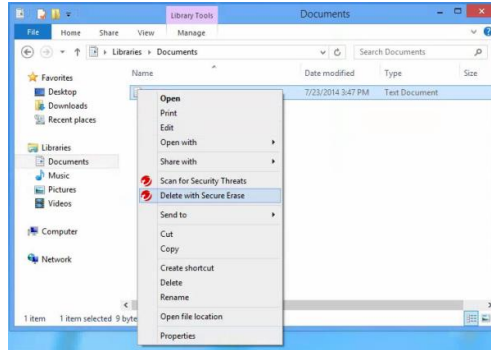 Library Tools
Documents
File Home Share View Manage
Libraries Documents
Search Documents
Name Date modified Type Size
Favorites
Desktop
Downloads
Recent places
Libraries
Documents
Music
Pictures
Videos
Computer
Network
7/23/2014 3:47 PM Text Document
Open
Print
Edit
Open with
Share with
Scan for Security Threats
Delete with Secure Erase
Send to
Cut
Copy
Create shortcut
Delete
Rename
Open file location
Properties
1 item 1 item selected 9 byte